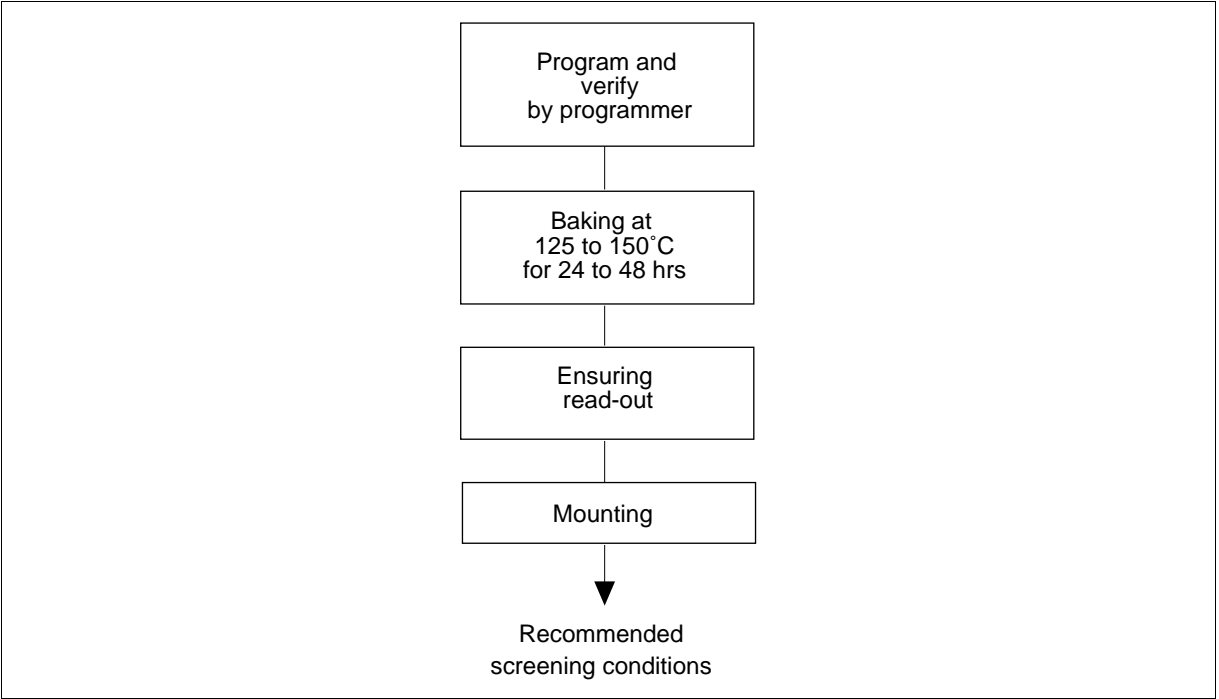 Program and
verify
by programmer
Baking at
125 to 150˚C
for 24 to 48 hrs
Ensuring
read-out
Mounting
Recommended
screening conditions